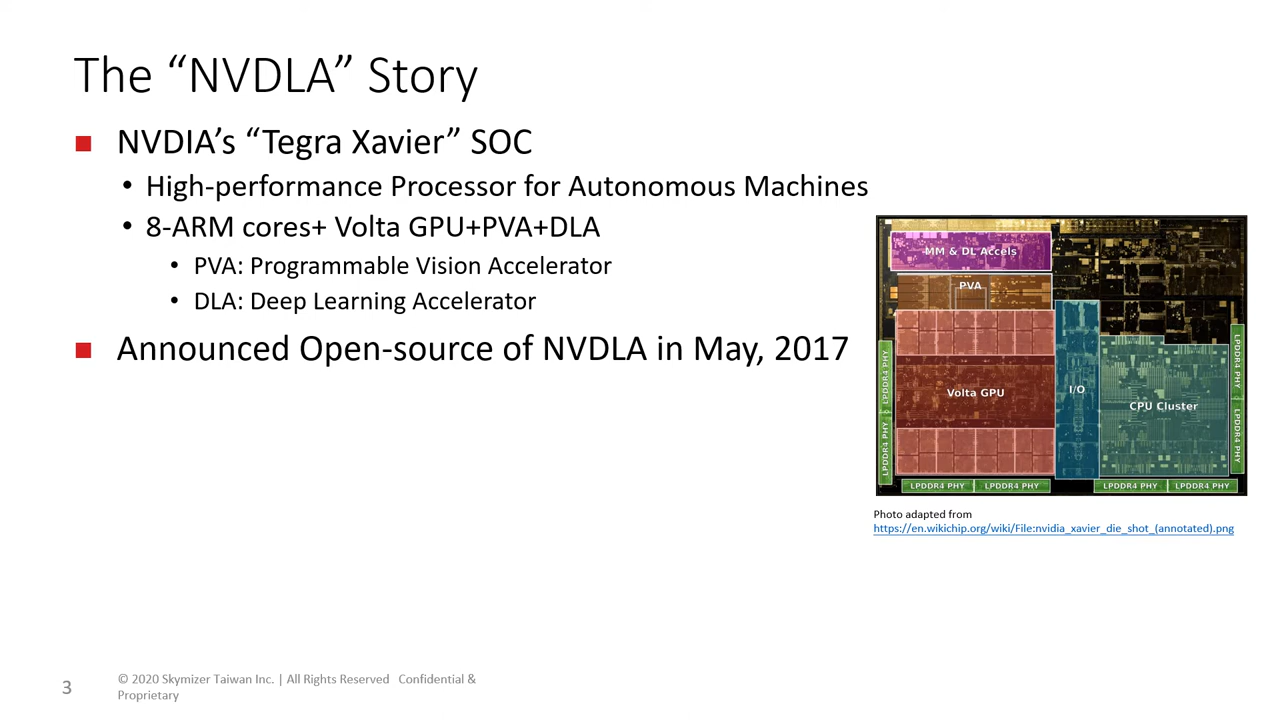 The “NVDLA” Story
NVDIA’s “Tegra Xavier” SOC
• High-performance Processor for Autonomous Machines
• 8-ARM cores+ Volta GPU+PVA+DLA
• PVA: Programmable Vision Accelerator
• DLA: Deep Learning Accelerator
Announced Open-source of NVDLA in May, 2017
MM & DL Accels
PVA
Volta GPU
I/O
CPU Cluster
LPDDR4 PHY
LPDDR4 PHY
LPDDR4 PHY
LPDDR4 PHY
LPDDR4 PHY LPDDR4 PHY
LPDDR4 PHY LPDDR4 PHY
Photo adapted from
https://en.wikichip.org/wiki/File:nvidia_xavier_die_shot_(annotated).png
3
© 2020 Skymizer Taiwan Inc. | All Rights Reserved Confidential &
Proprietary